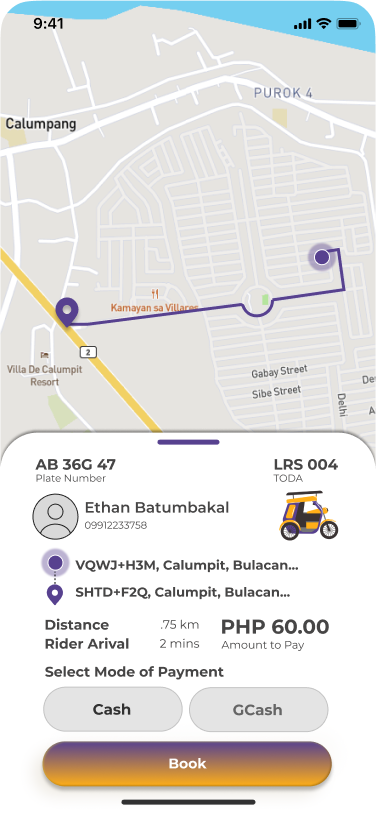 9:41
PUROK 4
Calumpang
Kamayan sa Villares
2
Villa De Calumpit
Resort
Gabay Street
Sibe Street
De
Delhi
AB 36G 47
LRS 004
Plate Number
TODA
Ethan Batumbakal
09912233758
VQWJ+H3M, Calumpit, Bulacan...
SHTD+F2Q, Calumpit, Bulacan...
Distance
.75 km
PHP 60.00
Rider Arival
2 mins
Amount to Pay
Select Mode of Payment
Cash
GCash
Book